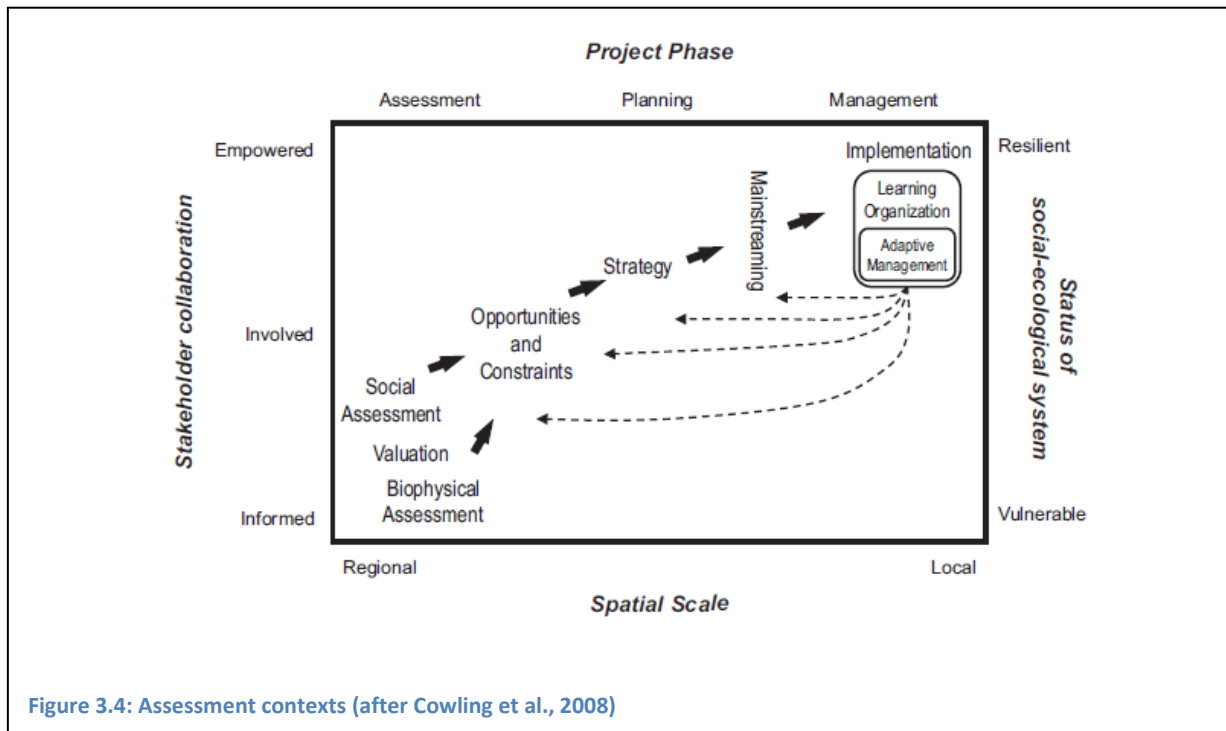 Project Phase
Assessment
Planning
Management
Empowered
Involved
Informed
Stakeholder collaboration
Implementation
Learning
Organization
Adaptive
Management
Mainstreaming
Strategy
Opportunities
and
Constraints
Social
Assessment
Valuation
Biophysical
Assessment
Resilient
Vulnerable
Status of
social-ecological system
Regional
Local
Spatial Scale
Figure 3.4: Assessment contexts (after Cowling et al., 2008)